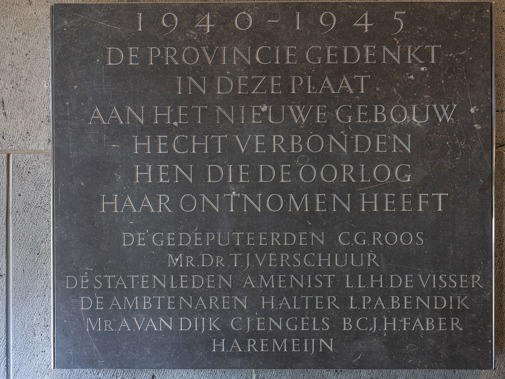 1940-1945
DE PROVINCIE GEDENKT
IN DEZE PLAAT
AAN HET NIEUWE GEBOUW
HECHT VERBONDEN
HEN DIE DE OORLOG
HAAR ONTNOMEN HEEFT
DE GEDEPUTEERDEN C.G.ROOS
MR.DR.T.J.VERSCHUUR
DE STATENLEDEN A.MENIST L.L.H.DE VISSER
DE AMBTENAREN H.ALTER L.P.A.BENDIK
MR.A.VAN DIJK C.J.ENGELS B.C.J.H.FABER
H.A.REMEIJN